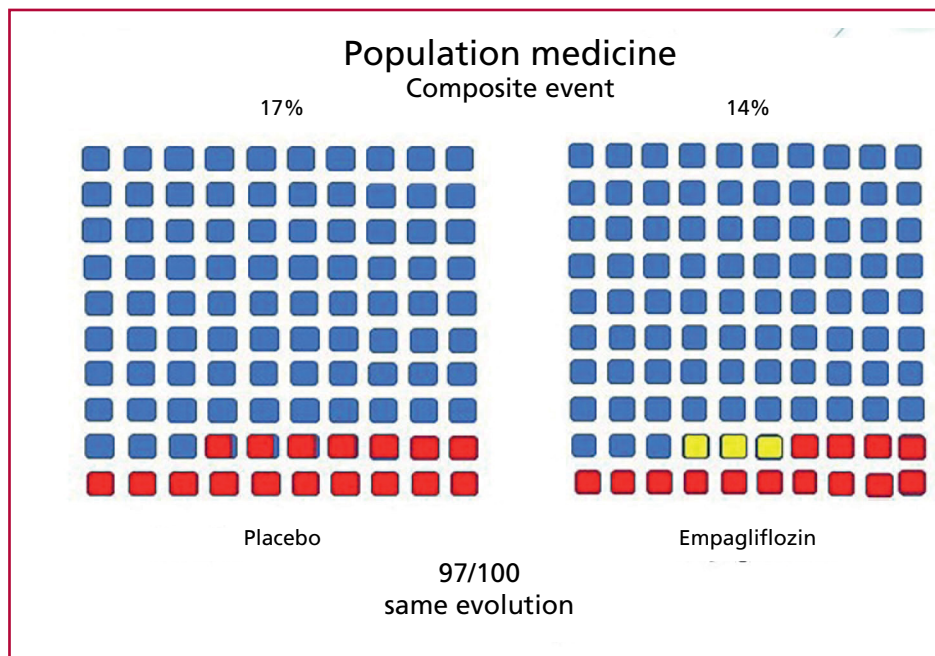 Population medicine
Composite event
17%
14%
Placebo
Empagliflozin
97/100
same evolution